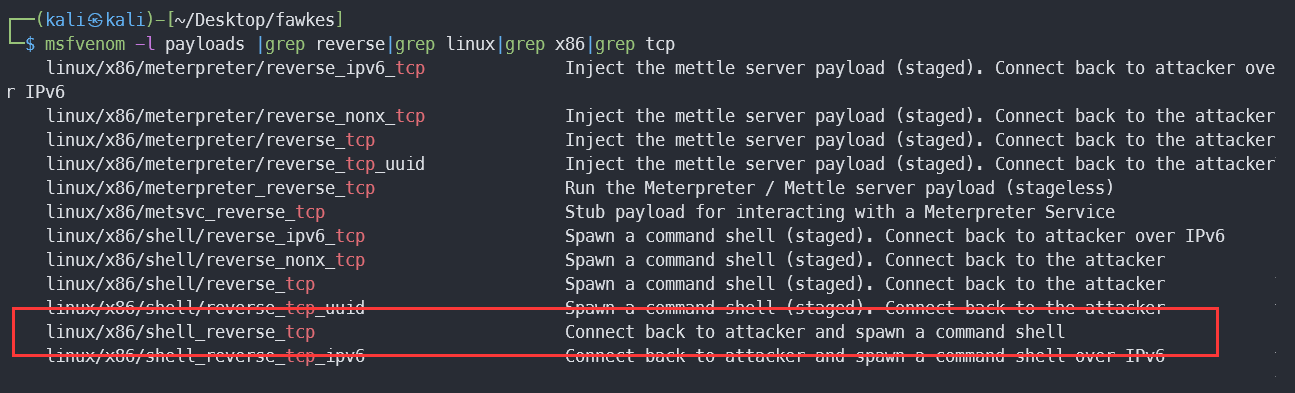 ┌──(kali㉿kali)-[~/Desktop/fawkes]
└─$ msfvenom -l payloads |grep reverse|grep linux|grep x86|grep tcp
linux/x86/meterpreter/reverse_ipv6_tcp Inject the mettle server payload (staged). Connect back to attacker ove
r IPv6
linux/x86/meterpreter/reverse_nonx_tcp Inject the mettle server payload (staged). Connect back to the attacker
linux/x86/meterpreter/reverse_tcp Inject the mettle server payload (staged). Connect back to the attacker
linux/x86/meterpreter/reverse_tcp_uuid Inject the mettle server payload (staged). Connect back to the attacker
linux/x86/meterpreter_reverse_tcp Run the Meterpreter / Mettle server payload (stageless)
linux/x86/metsvc_reverse_tcp Stub payload for interacting with a Meterpreter Service
linux/x86/shell/reverse_ipv6_tcp Spawn a command shell (staged). Connect back to attacker over IPv6
linux/x86/shell/reverse_nonx_tcp Spawn a command shell (staged). Connect back to the attacker
linux/x86/shell/reverse_tcp Spawn a command shell (staged). Connect back to the attacker
linux/x86/shell/reverse_tcp_uuid Spawn a command shell (staged). Connect back to the attacker
linux/x86/shell_reverse_tcp Connect back to attacker and spawn a command shell
linux/x86/shell_reverse_tcp_ipv6 Connect back to attacker and spawn a command shell over IPv6